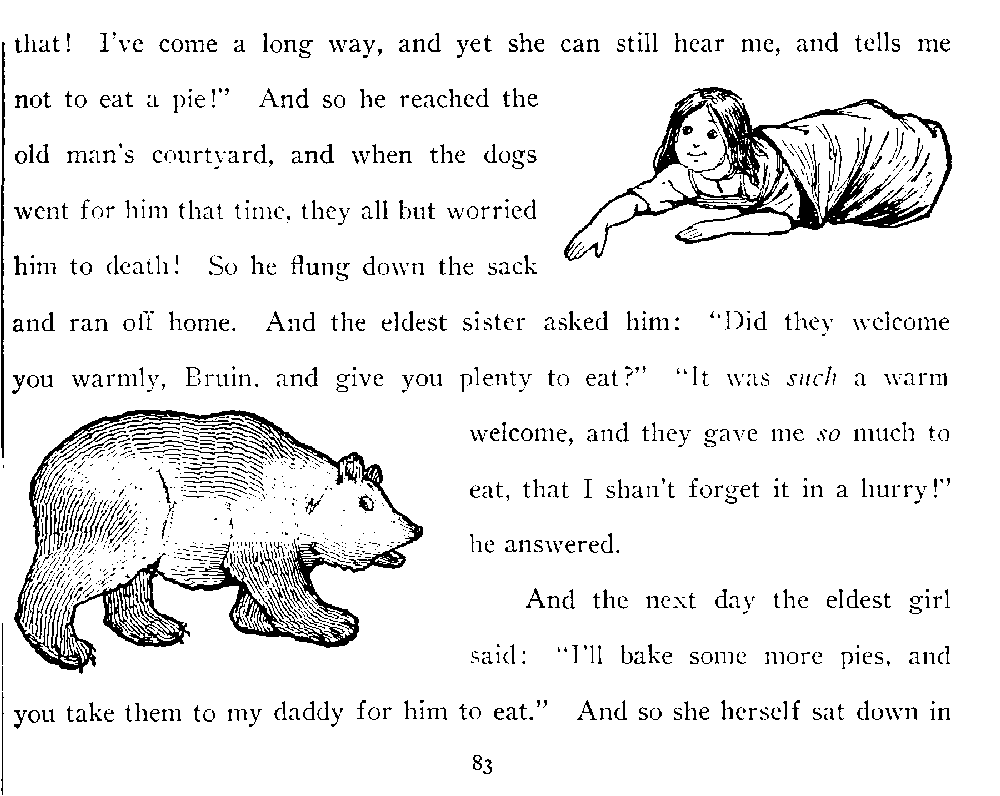 that! I've come a long way, and yet she can still hear me, and tells me
not to eat a pie!" And so he reached the
old man's courtyard, and when the dogs
went for him that time, they all but worried
him to death! So he flung down the sack
and ran off home. And the eldest sister asked him: "Did they welcome
you warmly, Bruin, and give you plenty to eat?" "It was such a warm
welcome, and they gave me so much to
eat, that I shan't forget it in a hurry!"
he answered.
And the next day the eldest girl
said: "I'll bake some more pies, and
you take them to my daddy for him to eat." And so she herself sat down in
83